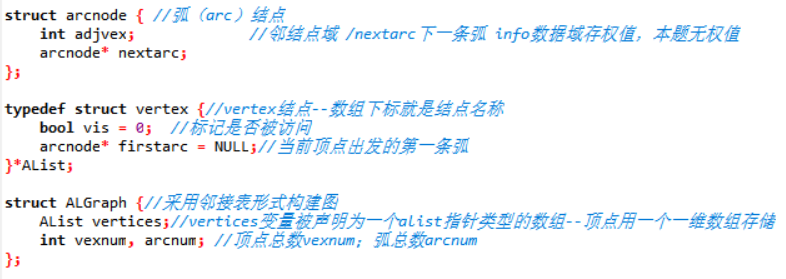 struct arcnode { //弧（arc）结点
    int adjvex;            //邻结点域 /nextarc下一条弧 info数据域存权值，本题无权值
    arcnode* nextarc;
};

typedef struct vertex {//vertex结点--数组下标就是结点名称
    bool vis = 0;  //标记是否被访问
    arcnode* firstarc = NULL;//当前顶点出发的第一条弧
}*AList;

struct ALGraph {//采用邻接表形式构建图
    AList vertices;//vertices变量被声明为一个alist指针类型的数组--顶点用一个一维数组存储
    int vexnum, arcnum; //顶点总数vexnum; 弧总数arcnum
};